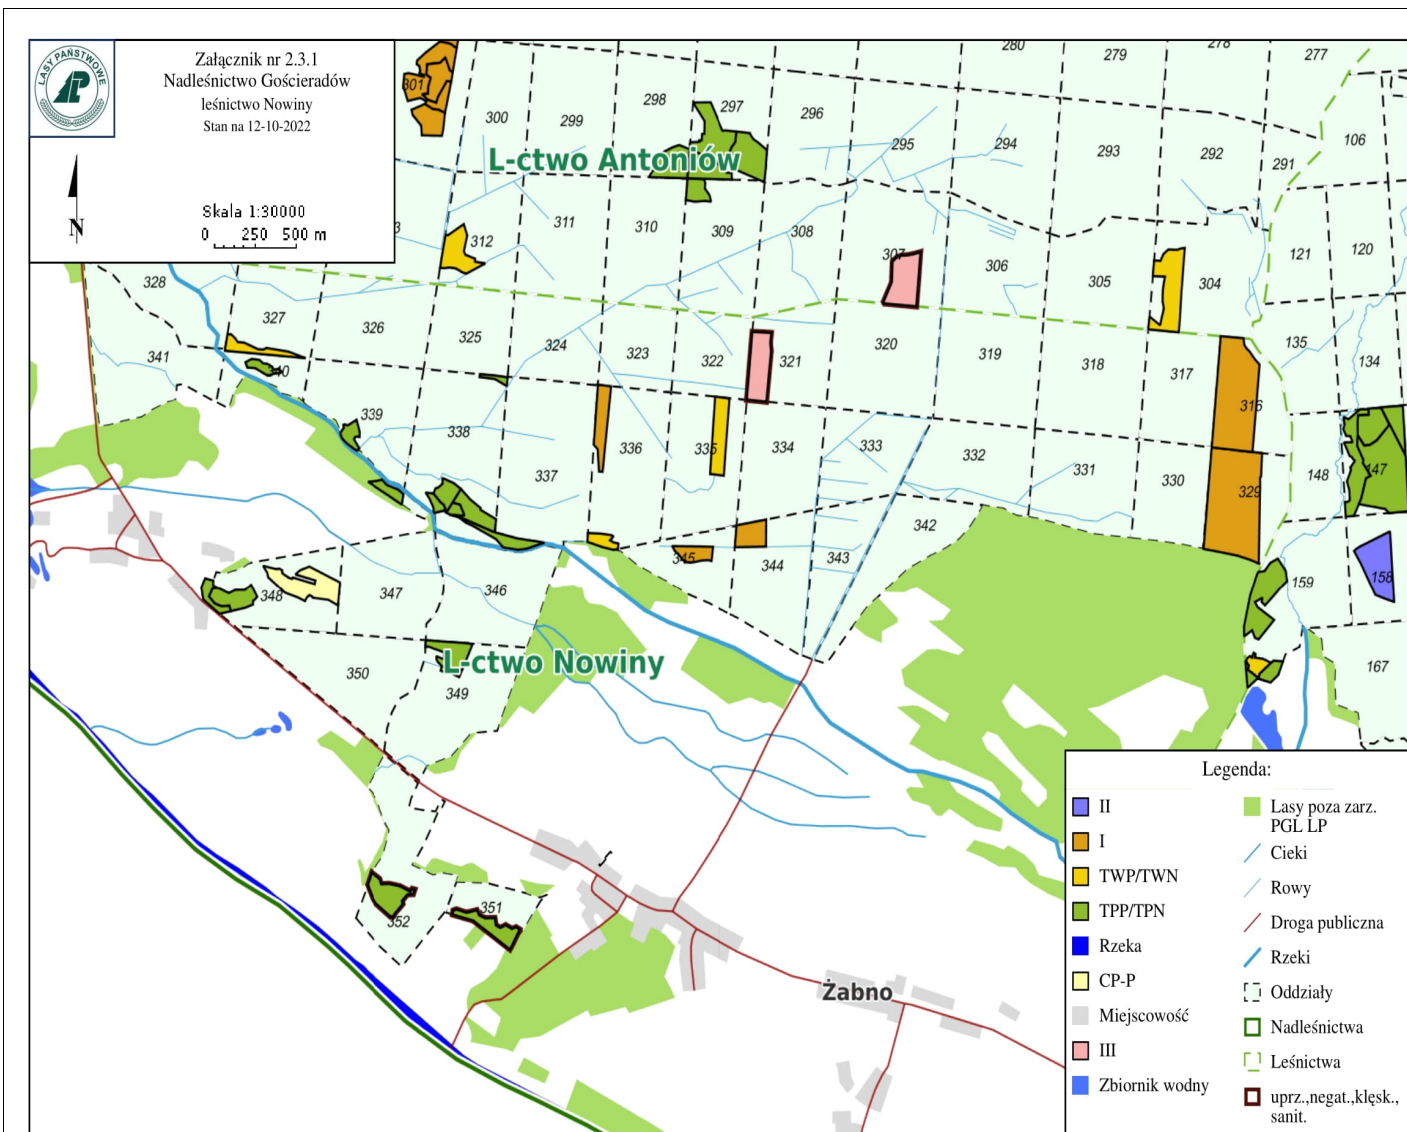 LASY PAŃSTWOWE
Załącznik nr 2.3.1
Nadleśnictwo Gościeradów
leśnictwo Nowiny
Stan na 12-10-2022
N
Skala 1:30000
0 250 500 m
280
279
278
277
301
300
299
298
297
296
295
294
293
292
291
106
L-ctwo Antoniów
3
312
311
310
309
308
307
306
305
304
121
120
328
327
326
325
324
323
322
321
320
319
318
317
316
135
134
341
340
339
338
337
336
335
334
333
332
331
330
329
148
147
348
347
346
345
344
343
342
159
158
350
349
167
L-ctwo Nowiny
352
351
Żabno
Legenda:
II
I
TWP/TWN
TPP/TPN
Rzeka
CP-P
Miejscowość
III
Zbiornik wodny
Lasy poza zarz.
PGL LP
Cieki
Rowy
Droga publiczna
Rzeki
Oddziały
Nadleśnictwa
Leśnictwa
uprz.,negat.,klęsk.,
sanit.